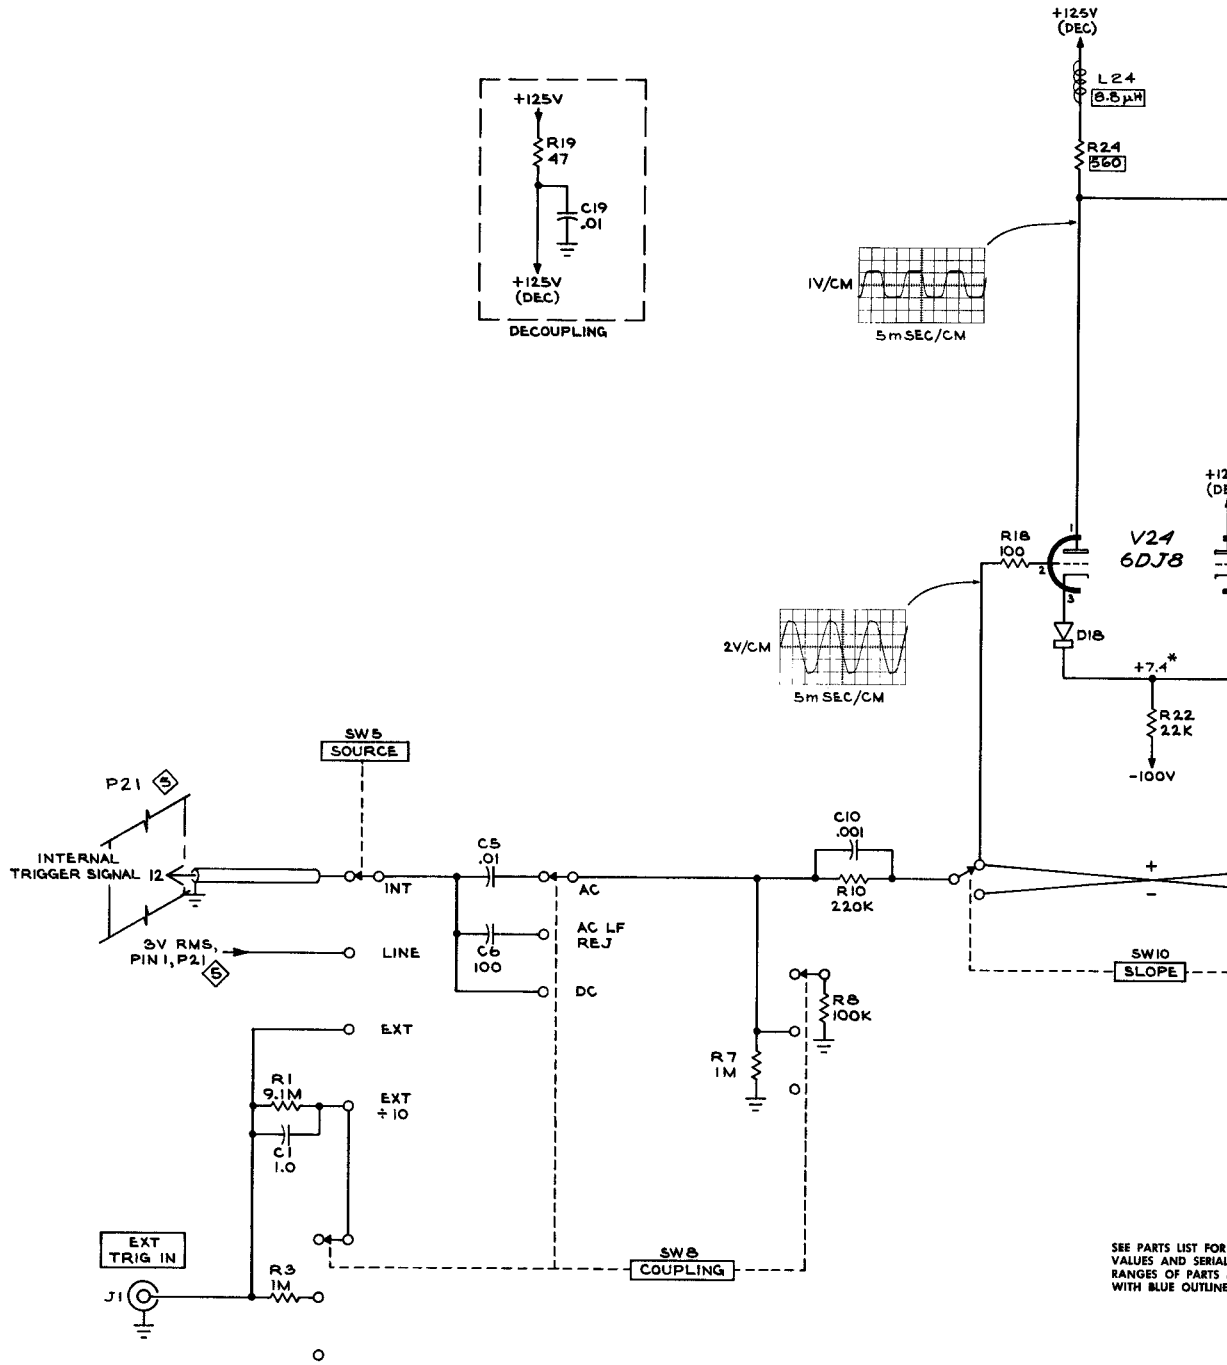 +125V
(DEC)
L24
8.8µH
R24
560
+125V
R19
47
C19
.01
+125V
(DEC)
DECOUPLING
1V/CM
5mSEC/CM
R18
100
1
2
3
V24
6DJ8
D18
2V/CM
5mSEC/CM
+7.4*
R22
22K
-100V
SW5
SOURCE
P21
INTERNAL
TRIGGER SIGNAL 12
INT
C5
.01
AC
C10
.001
R10
220K
+
-
SW10
SLOPE
3V RMS,
PIN 1, P21 5
LINE
C6
100
AC LF
REJ
DC
EXT
R8
100K
R7
1M
R1
9.1M
EXT
÷10
C1
1.0
EXT
TRIG IN
J1
R3
1M
SW8
COUPLING
SEE PARTS LIST FOR
VALUES AND SERIAL
RANGES OF PARTS
WITH BLUE OUTLINE